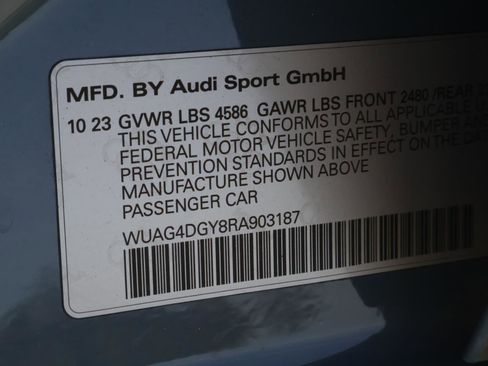 MFD. BY Audi Sport GmbH
10 23 GVWR LBS 4586 GAWR LBS FRONT 2480 /REAR
THIS VEHICLE CONFORMS TO ALL APPLICABLE
FEDERAL MOTOR VEHICLE SAFETY, BUMPER AND
PREVENTION STANDARDS IN EFFECT ON THE
MANUFACTURE SHOWN ABOVE
PASSENGER CAR
WUAG4DGY8RA903187